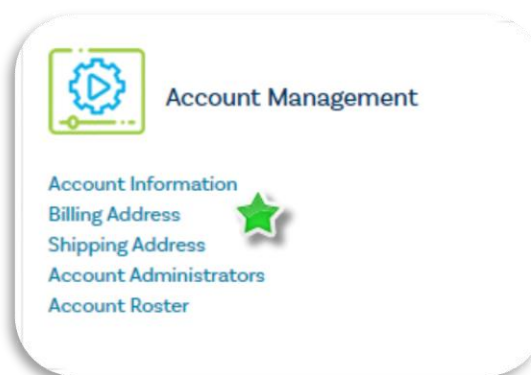 Account Management
Account Information
Billing Address
Shipping Address
Account Administrators
Account Roster